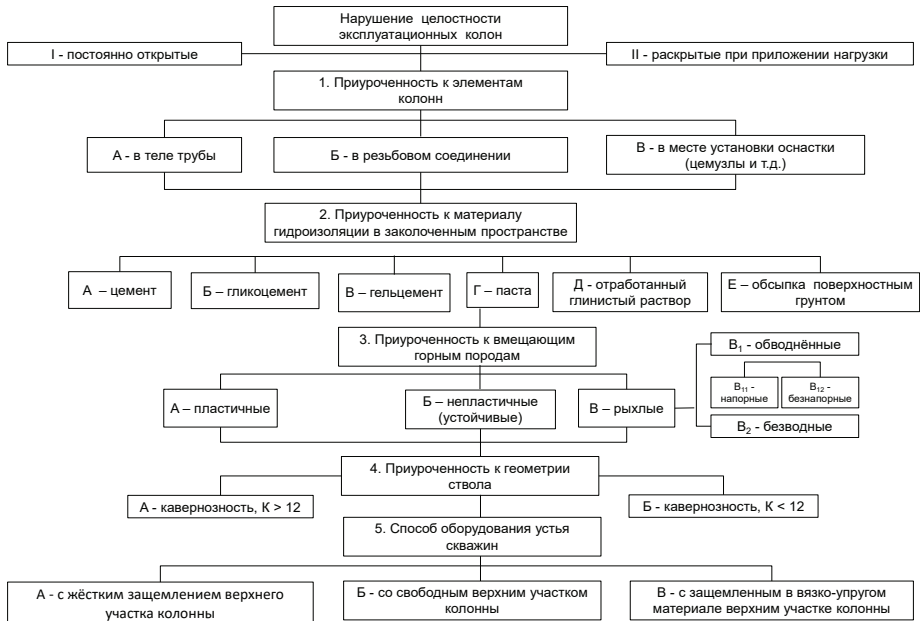 Нарушение целостности
эксплуатационных колон
I - постоянно открытые
II - раскрытые при приложении нагрузки
1. Приуроченность к элементам
колонн
А - в теле трубы
Б - в резьбовом соединении
В - в месте установки оснастки
(цемузлы и т.д.)
2. Приуроченность к материалу
гидроизоляции в заколоченным пространстве
А – цемент
Б – гликоцемент
В – гельцемент
Г – паста
Д - отработанный
глинистый раствор
Е – обсыпка поверхностным
грунтом
3. Приуроченность к вмещающим
горным породам
А – пластичные
Б – непластичные
(устойчивые)
В – рыхлые
В₁ - обводнённые
В₁₁ -
напорные
В₁₂ -
безнапорные
В₂ - безводные
4. Приуроченность к геометрии
ствола
А - кавернозность, К > 12
Б - кавернозность, К < 12
5. Способ оборудования устья
скважин
А - с жёстким защемлением верхнего
участка колонны
Б - со свободным верхним участком
колонны
В - с защемленным в вязко-упругом
материале верхним участке колонны